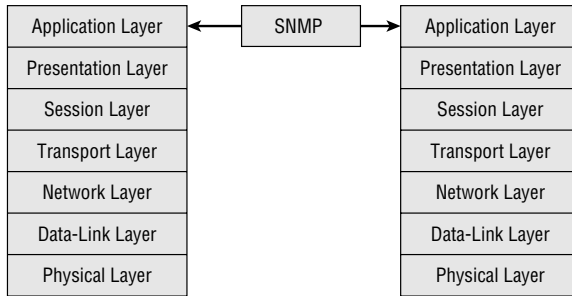 Application Layer
SNMP
Application Layer
Presentation Layer
Presentation Layer
Session Layer
Session Layer
Transport Layer
Transport Layer
Network Layer
Network Layer
Data-Link Layer
Data-Link Layer
Physical Layer
Physical Layer